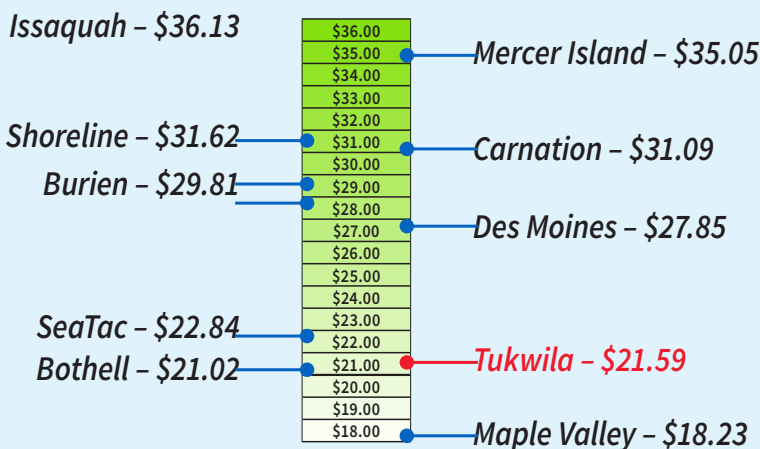 Issaquah – $36.13
Shoreline – $31.62
Burien – $29.81
SeaTac – $22.84
Bothell – $21.02
$36.00
$35.00
$34.00
$33.00
$32.00
$31.00
$30.00
$29.00
$28.00
$27.00
$26.00
$25.00
$24.00
$23.00
$22.00
$21.00
$20.00
$19.00
$18.00
Mercer Island – $35.05
Carnation – $31.09
Des Moines – $27.85
Tukwila – $21.59
Maple Valley – $18.23